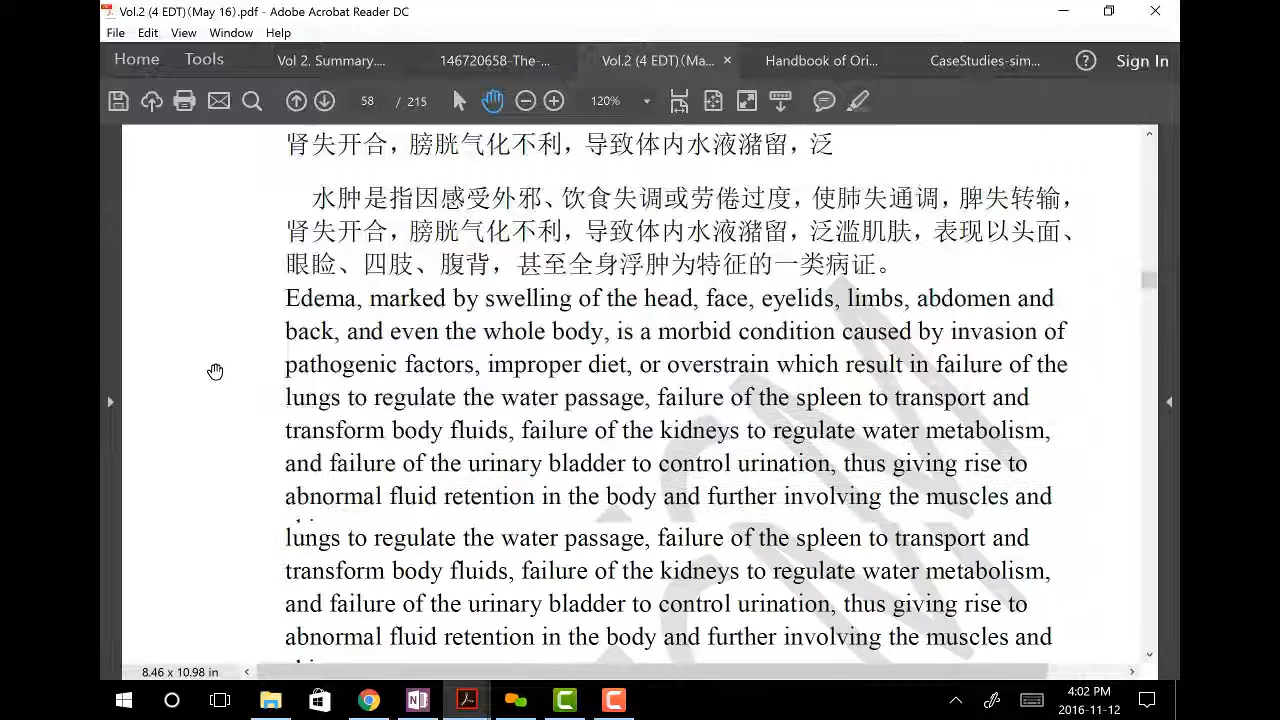 Vol.2 (4 EDT)(May 16).pdf - Adobe Acrobat Reader DC
File Edit View Window Help
Home Tools Vol 2. Summary.... 146720658-The-... Vol.2 (4 EDT)(Ma... × Handbook of Ori... CaseStudies-sim... Sign In
58 / 215 120%
肾失开合，膀胱气化不利，导致体内水液潴留，泛
水肿是指因感受外邪、饮食失调或劳倦过度，使肺失通调，脾失转输，
肾失开合，膀胱气化不利，导致体内水液潴留，泛滥肌肤，表现以头面、
眼睑、四肢、腹背，甚至全身浮肿为特征的一类病证。
Edema, marked by swelling of the head, face, eyelids, limbs, abdomen and
back, and even the whole body, is a morbid condition caused by invasion of
pathogenic factors, improper diet, or overstrain which result in failure of the
lungs to regulate the water passage, failure of the spleen to transport and
transform body fluids, failure of the kidneys to regulate water metabolism,
and failure of the urinary bladder to control urination, thus giving rise to
abnormal fluid retention in the body and further involving the muscles and
lungs to regulate the water passage, failure of the spleen to transport and
transform body fluids, failure of the kidneys to regulate water metabolism,
and failure of the urinary bladder to control urination, thus giving rise to
abnormal fluid retention in the body and further involving the muscles and
8.46 x 10.98 in
4:02 PM
2016-11-12